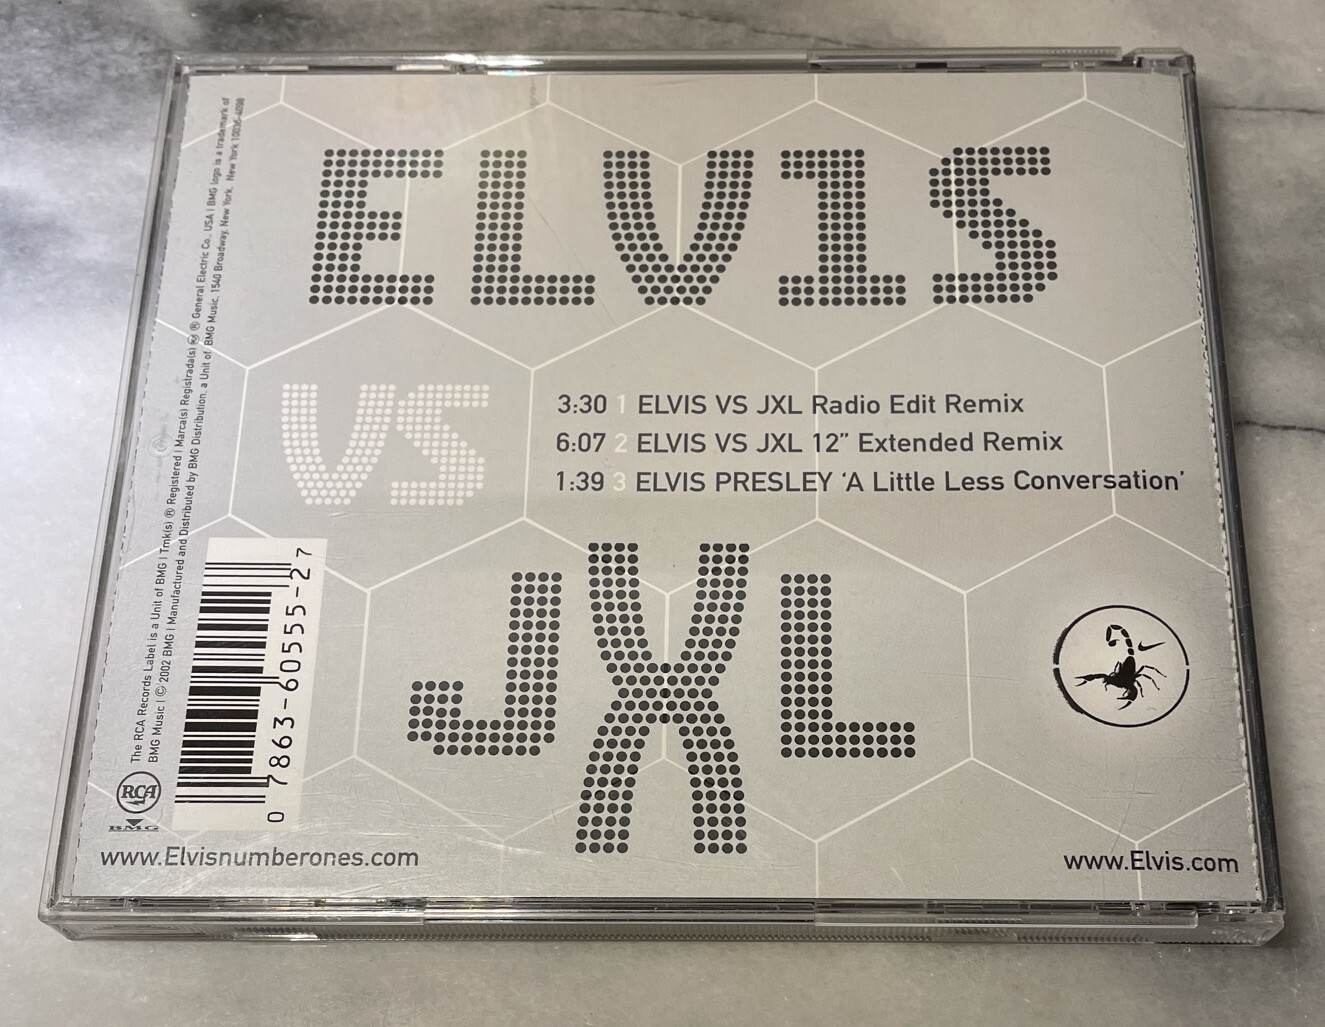 ELVIS
VS
3:30 1 ELVIS VS JXL Radio Edit Remix
6:07 2 ELVIS VS JXL 12” Extended Remix
1:39 3 ELVIS PRESLEY ‘A Little Less Conversation’
JXL
The RCA Records Label is a Unit of BMG | Tmk(s) ® Registered | Marca(s) Registrada(s) ® General Electric Co., USA | BMG logo is a trademark of
BMG Music | © 2002 BMG | Manufactured and Distributed by BMG Distribution, a Unit of BMG Music, 1540 Broadway, New York, New York 10036-4098
0 7863-60555-2 7
RCA
BMG
www.Elvisnumberones.com
www.Elvis.com